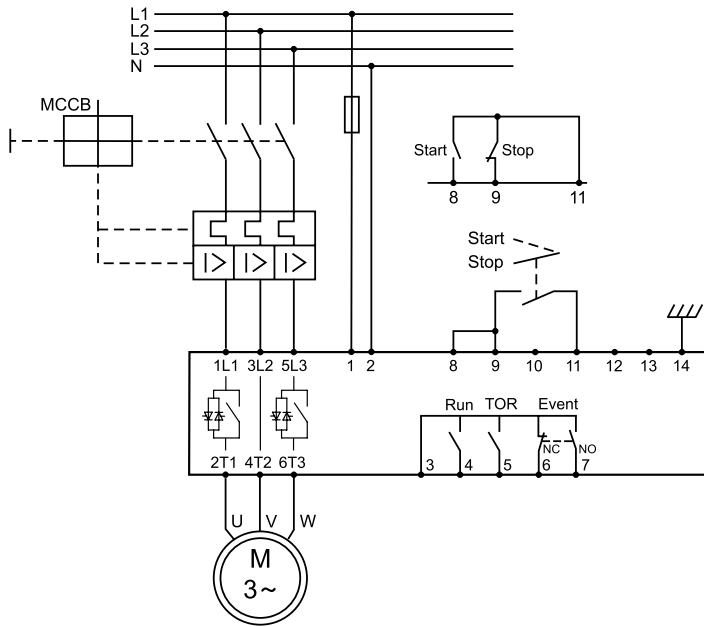 L1
L2
L3
N
MCCB
Start Stop
8 9 11
Start
Stop
I> I> I>
1L1 3L2 5L3 1 2 8 9 10 11 12 13 14
Run TOR Event
NC NO
2T1 4T2 6T3 3 4 5 6 7
U V W
M
3~